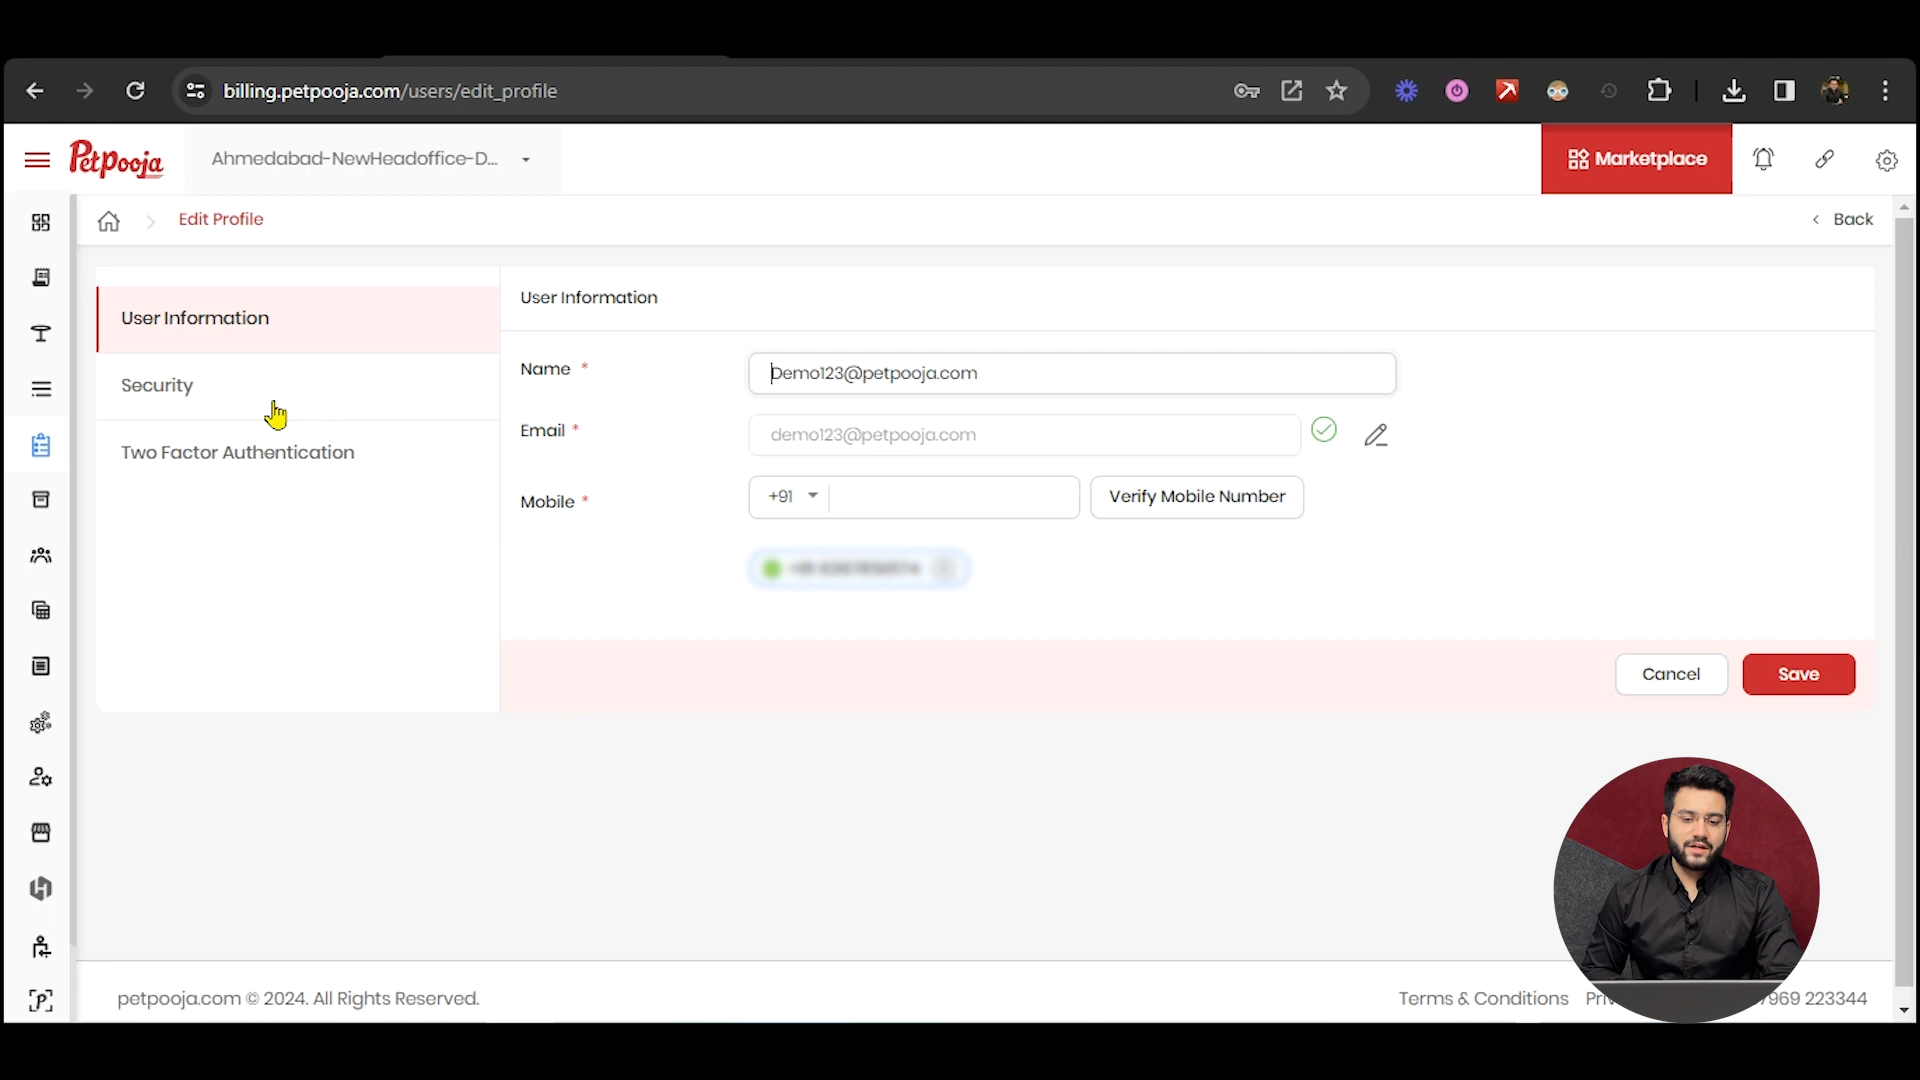 billing.petpooja.com/users/edit_profile
Petpooja
Ahmedabad-NewHeadoffice-D...
Marketplace
Edit Profile
Back
User Information
Security
Two Factor Authentication
User Information
Name *
Demo123@petpooja.com
Email *
demo123@petpooja.com
Mobile *
+91
Verify Mobile Number
Cancel
Save
petpooja.com © 2024. All Rights Reserved.
Terms & Conditions
7969 223344